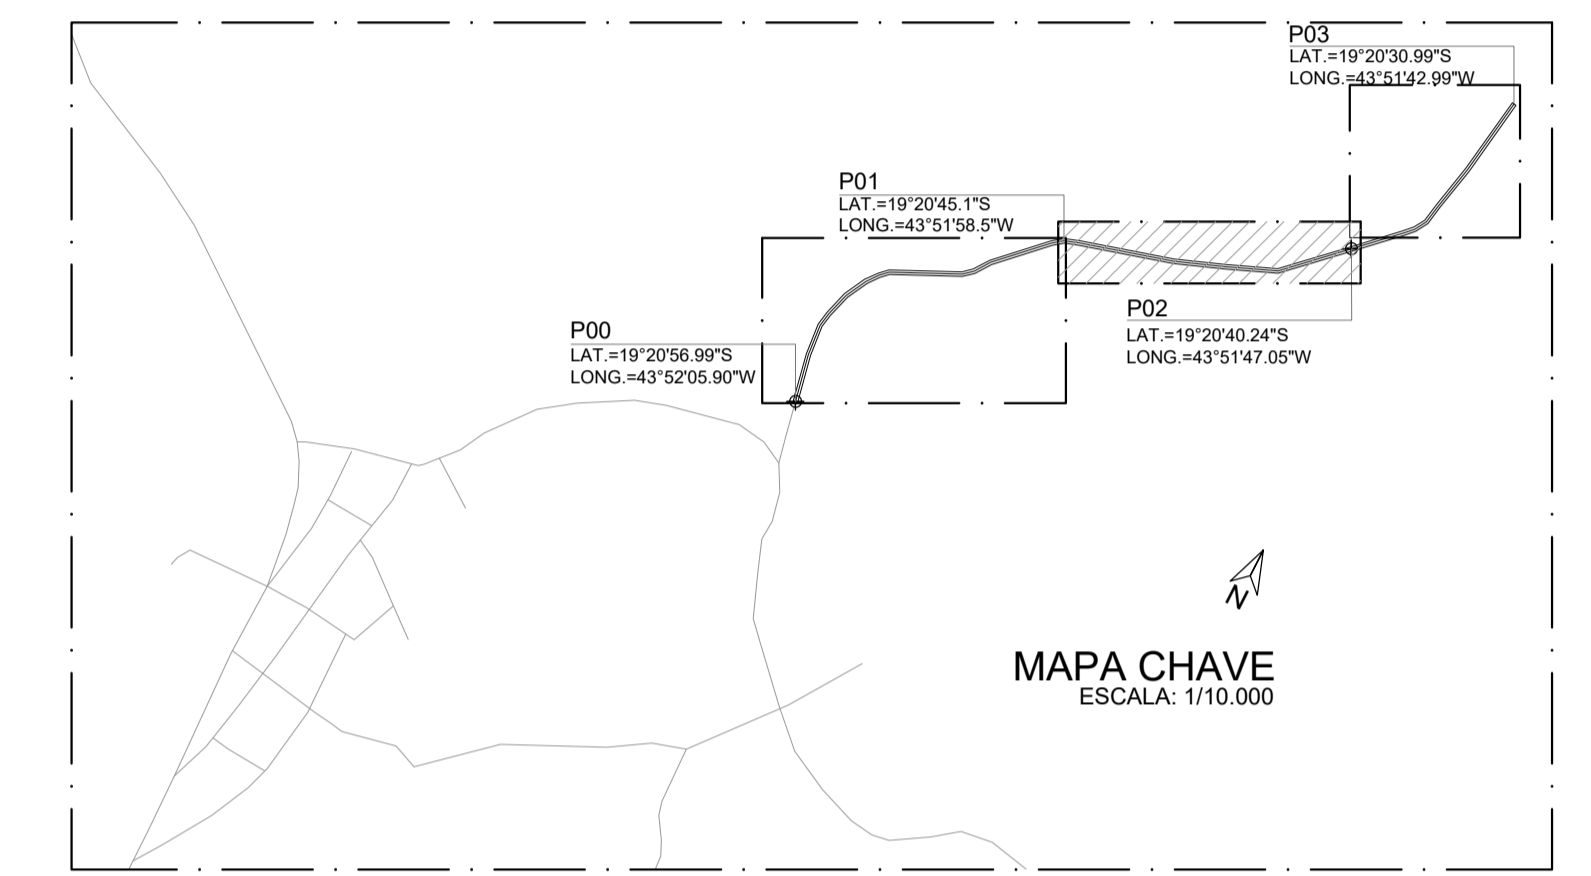 P03
LAT.=19°20'30.99"S
LONG.=43°51'42.99"W
P01
LAT.=19°20'45.1"S
LONG.=43°51'58.5"W
P02
LAT.=19°20'40.24"S
LONG.=43°51'47.05"W
P00
LAT.=19°20'56.99"S
LONG.=43°52'05.90"W
N
MAPA CHAVE
ESCALA: 1/10.000